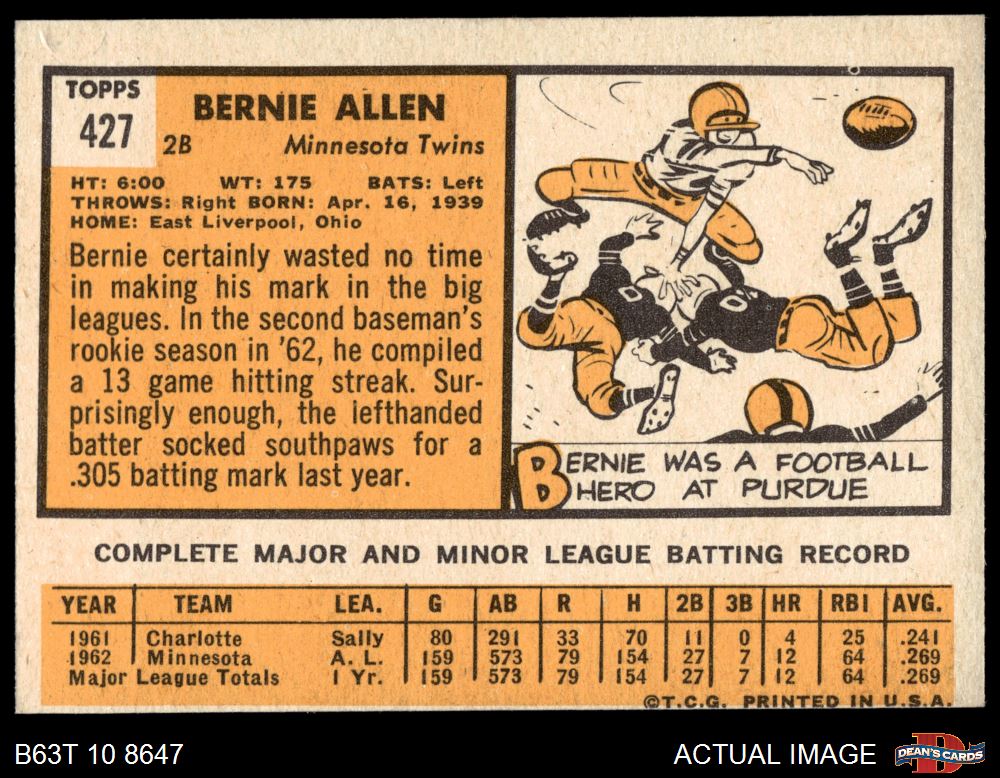 TOPPS
427
BERNIE ALLEN
2B Minnesota Twins
HT: 6:00 WT: 175 BATS: Left
THROWS: Right BORN: Apr. 16, 1939
HOME: East Liverpool, Ohio
Bernie certainly wasted no time
in making his mark in the big
leagues. In the second baseman's
rookie season in '62, he compiled
a 13 game hitting streak. Sur-
prisingly enough, the lefthanded
batter socked southpaws for a
.305 batting mark last year.
BERNIE WAS A FOOTBALL
HERO AT PURDUE
COMPLETE MAJOR AND MINOR LEAGUE BATTING RECORD
YEAR TEAM LEA. G AB R H 2B 3B HR RBI AVG.
1961 Charlotte Sally 80 291 33 70 11 0 4 25 .241
1962 Minnesota A. L. 159 573 79 154 27 7 12 64 .269
Major League Totals 1 Yr. 159 573 79 154 27 7 12 64 .269
©T.C.G. PRINTED IN U.S.A.
B63T 10 8647
ACTUAL IMAGE
DEAN'S CARDS